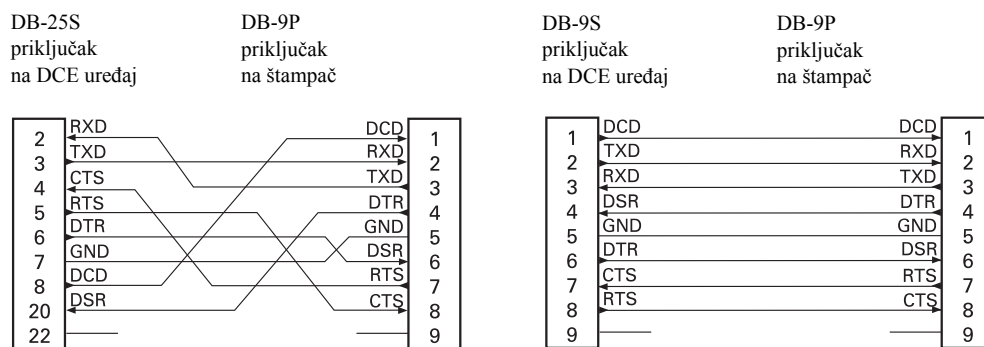 DB-25S
priključak
na DCE uređaj
DB-9P
priključak
na štampač
2 RXD DCD 1
3 TXD RXD 2
4 CTS TXD 3
5 RTS DTR 4
6 DTR GND 5
7 GND DSR 6
8 DCD RTS 7
20 DSR CTS 8
22 9
DB-9S
priključak
na DCE uređaj
DB-9P
priključak
na štampač
1 DCD DCD 1
2 TXD RXD 2
3 RXD TXD 3
4 DSR DTR 4
5 GND GND 5
6 DTR DSR 6
7 CTS RTS 7
8 RTS CTS 8
9 9